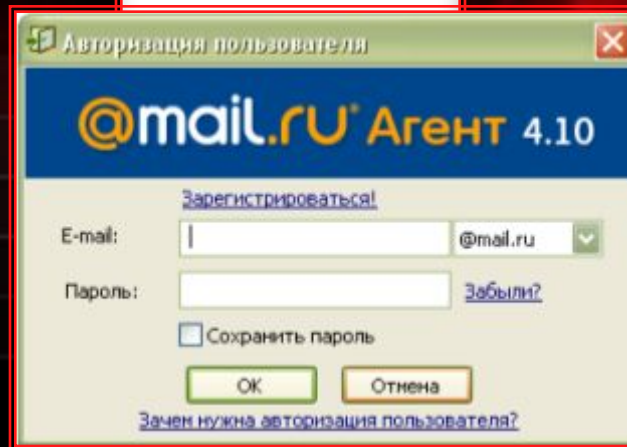 Авторизация пользователя
@mail.ru® Агент 4.10
Зарегистрироваться!
E-mail: @mail.ru
Пароль: Забыли?
Сохранить пароль
OK Отмена
Зачем нужна авторизация пользователя?